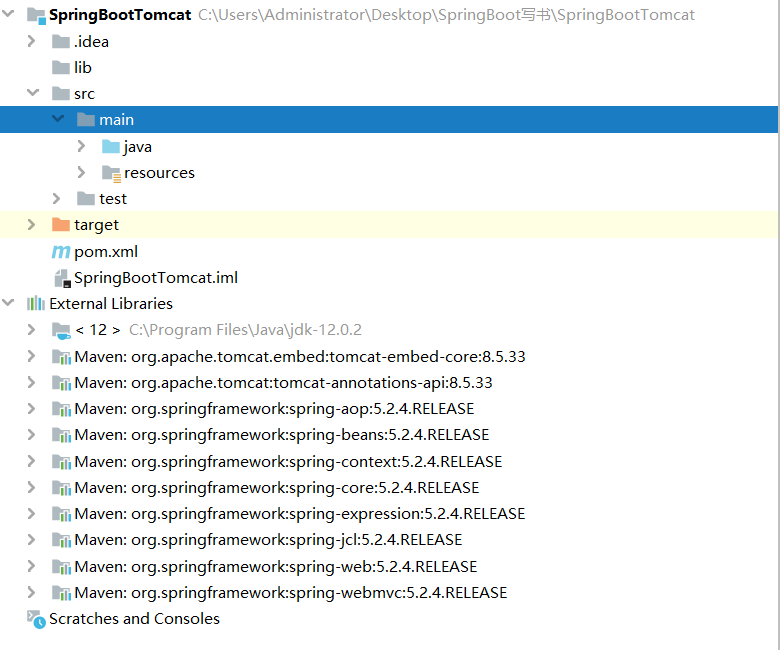 SpringBootTomcat C:\Users\Administrator\Desktop\SpringBoot写书\SpringBootTomcat
.idea
lib
src
main
java
resources
test
target
pom.xml
SpringBootTomcat.iml
External Libraries
< 12 > C:\Program Files\Java\jdk-12.0.2
Maven: org.apache.tomcat.embed:tomcat-embed-core:8.5.33
Maven: org.apache.tomcat:tomcat-annotations-api:8.5.33
Maven: org.springframework:spring-aop:5.2.4.RELEASE
Maven: org.springframework:spring-beans:5.2.4.RELEASE
Maven: org.springframework:spring-context:5.2.4.RELEASE
Maven: org.springframework:spring-core:5.2.4.RELEASE
Maven: org.springframework:spring-expression:5.2.4.RELEASE
Maven: org.springframework:spring-jcl:5.2.4.RELEASE
Maven: org.springframework:spring-web:5.2.4.RELEASE
Maven: org.springframework:spring-webmvc:5.2.4.RELEASE
Scratches and Consoles